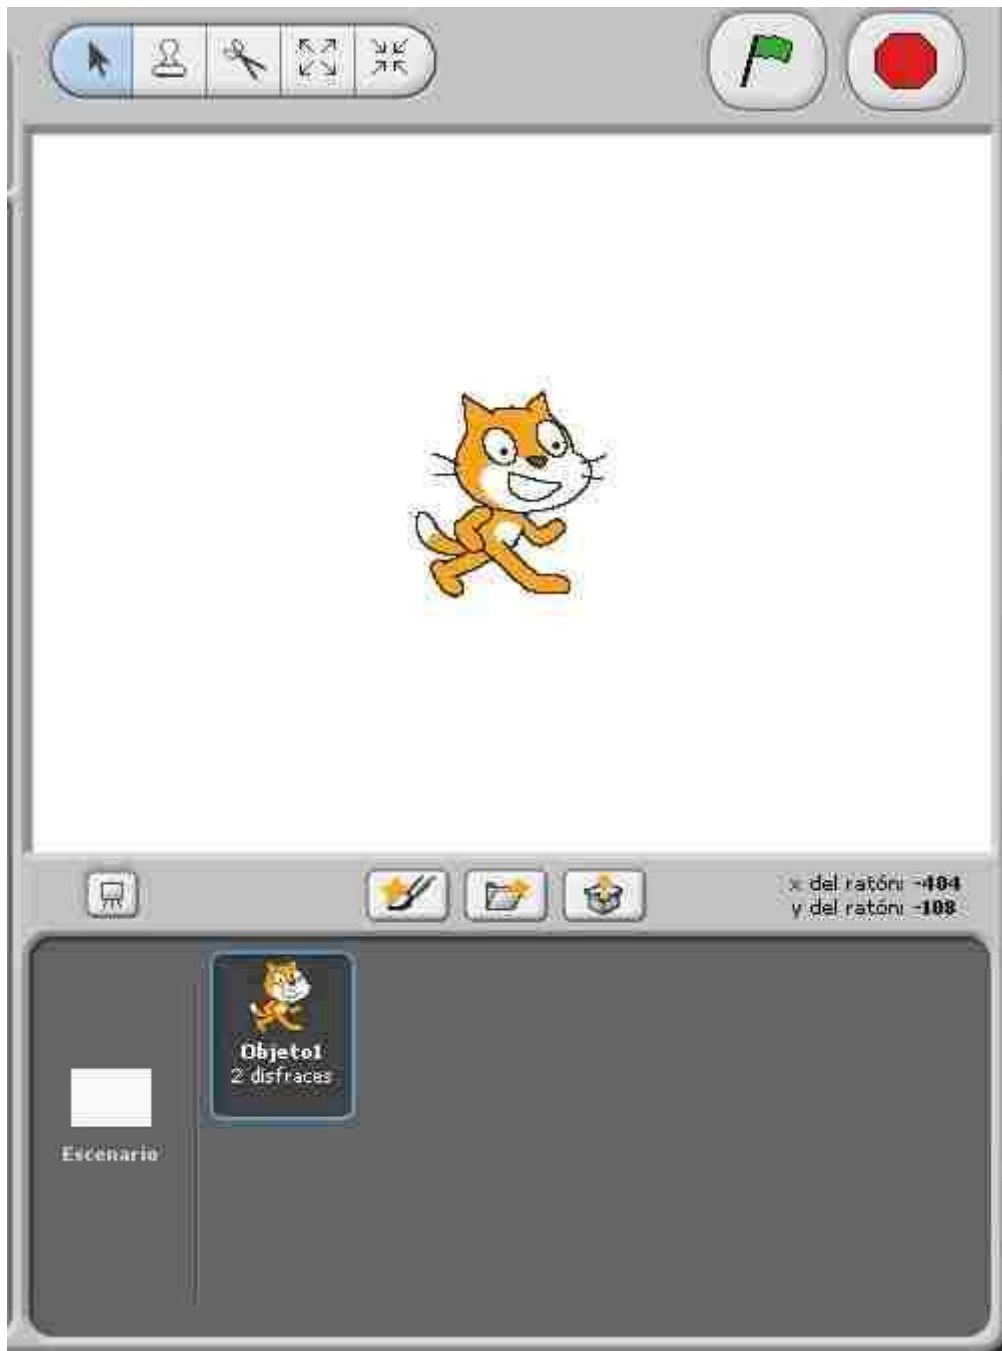 x del ratón: -404
y del ratón: -108
Objeto1
2 disfraces
Escenario